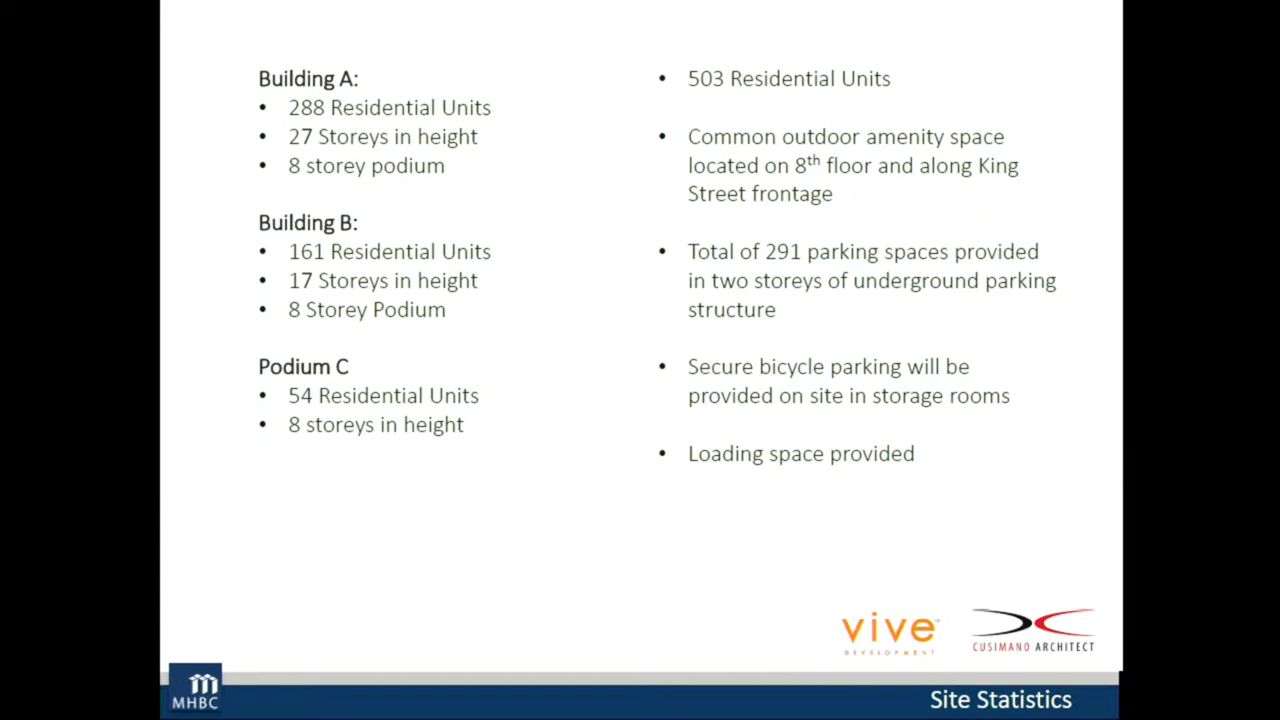 Building A:
• 288 Residential Units
• 27 Storeys in height
• 8 storey podium
Building B:
• 161 Residential Units
• 17 Storeys in height
• 8 Storey Podium
Podium C
• 54 Residential Units
• 8 storeys in height
• 503 Residential Units
• Common outdoor amenity space
located on 8th floor and along King
Street frontage
• Total of 291 parking spaces provided
in two storeys of underground parking
structure
• Secure bicycle parking will be
provided on site in storage rooms
• Loading space provided
vive™
DEVELOPMENT
CUSIMANO ARCHITECT
MHBC
Site Statistics